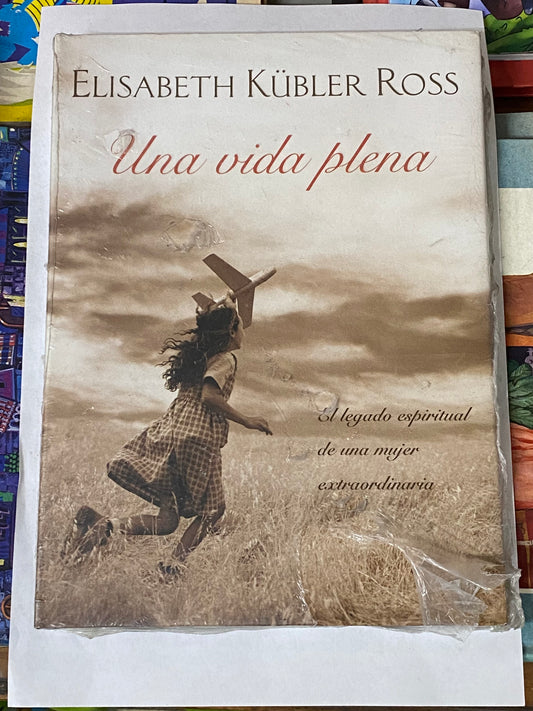 ELISABETH KÜBLER ROSS
Una vida plena
El legado espiritual
de una mujer
extraordinaria